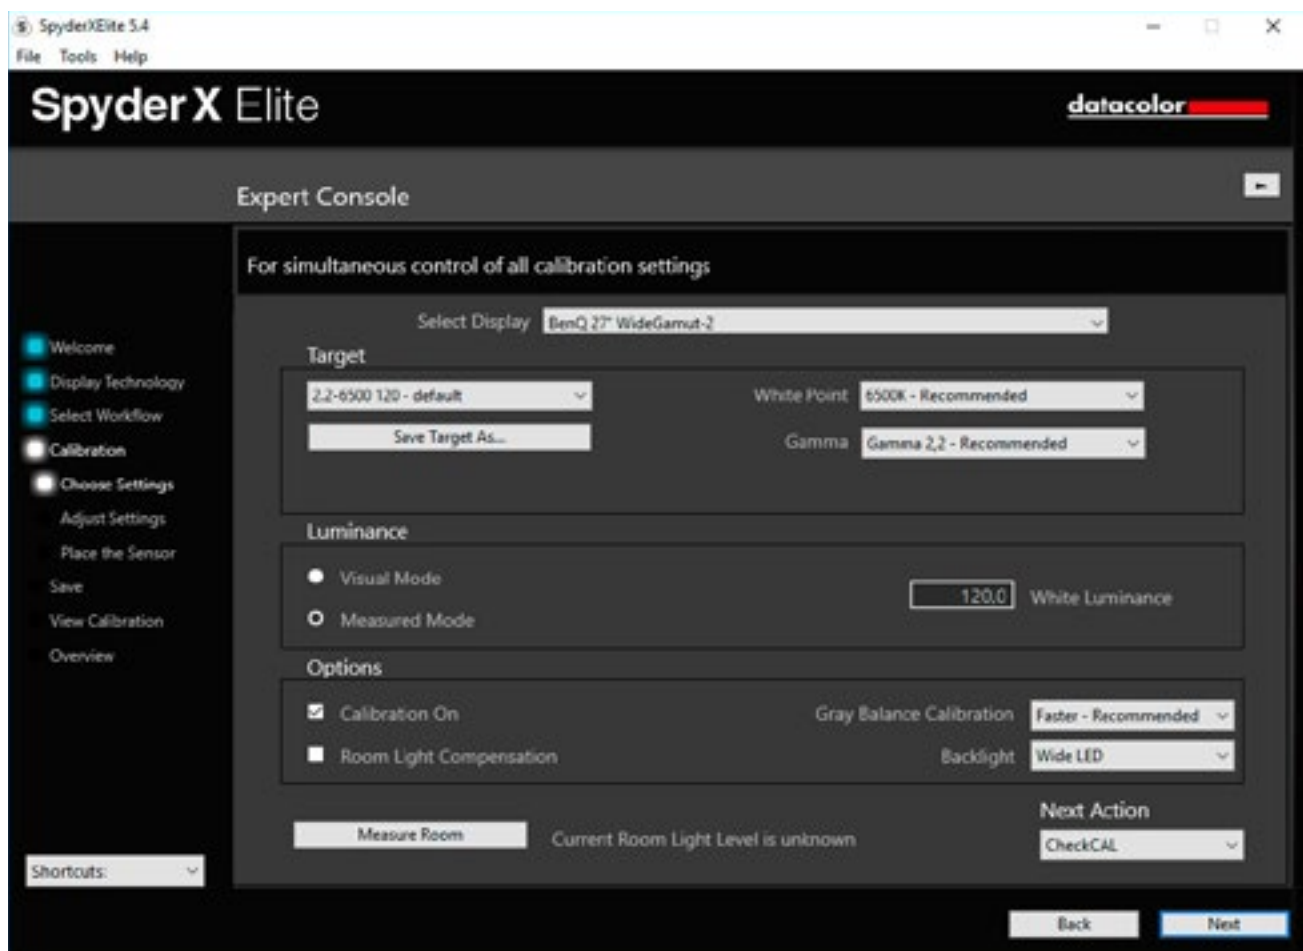 SpyderXElite 5.4
File Tools Help
SpyderX Elite
datacolor
Expert Console
For simultaneous control of all calibration settings
Select Display BenQ 27" WideGamut-2
Welcome
Display Technology
Select Workflow
Calibration
Choose Settings
Adjust Settings
Place the Sensor
Save
View Calibration
Overview
Shortcuts:
Target
2.2-6500 120 - default
Save Target As...
White Point 6500K - Recommended
Gamma Gamma 2,2 - Recommended
Luminance
Visual Mode
Measured Mode
120,0 White Luminance
Options
Calibration On
Room Light Compensation
Gray Balance Calibration Faster - Recommended
Backlight Wide LED
Measure Room Current Room Light Level is unknown
Next Action
CheckCAL
Back Next